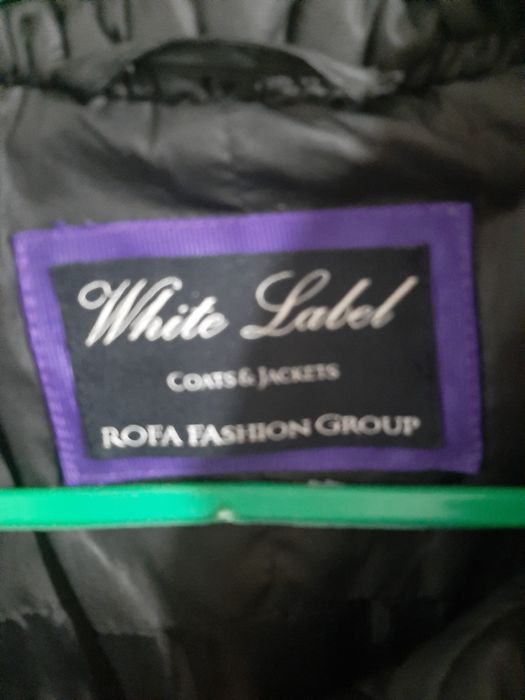 White Label
COATS & JACKETS
ROFA FASHION GROUP